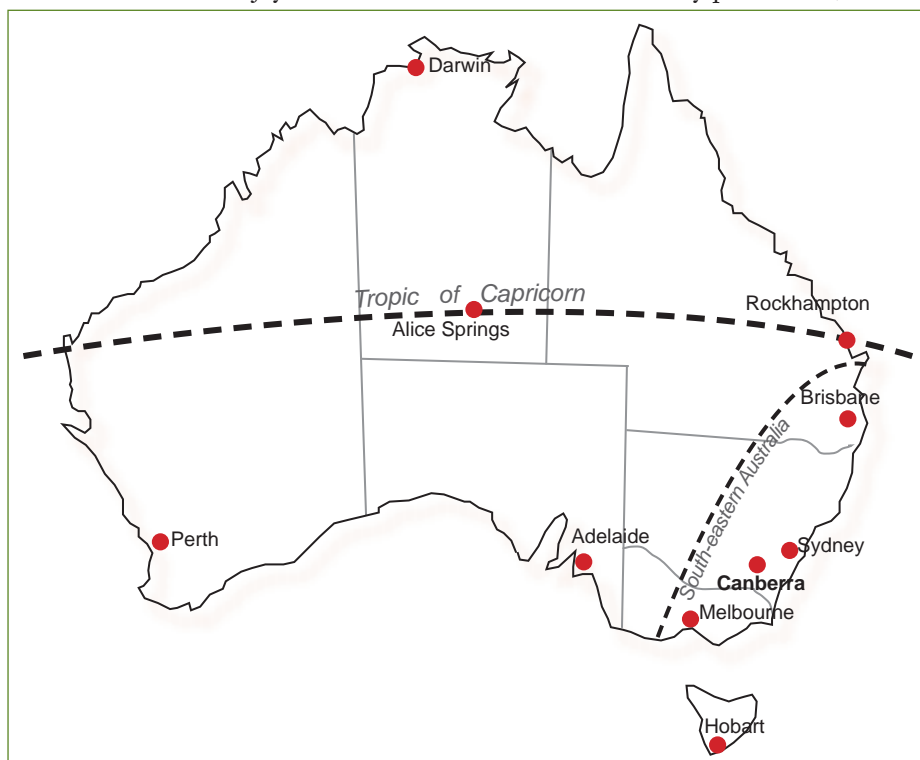 Darwin
Tropic of Capricorn
Rockhampton
Alice Springs
Brisbane
South-eastern Australia
Perth
Adelaide
Sydney
Canberra
Melbourne
Hobart